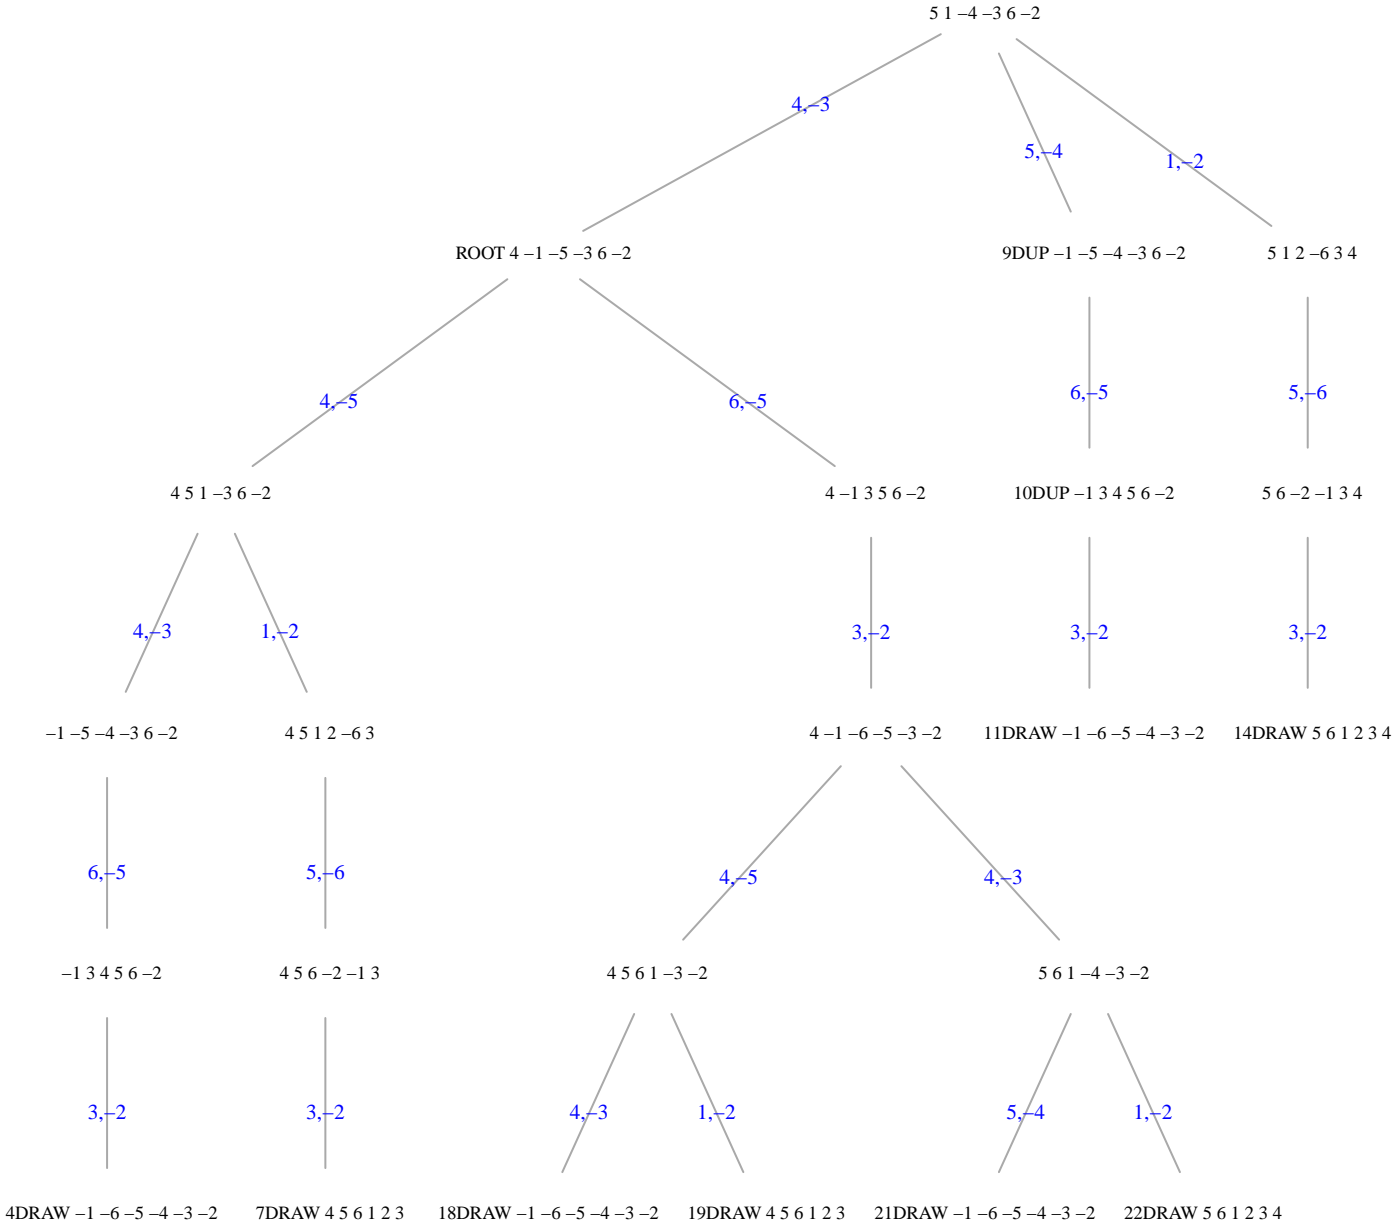 5 1 –4 –3 6 –2
4,–3
5,–4
1,–2
ROOT 4 –1 –5 –3 6 –2
9DUP –1 –5 –4 –3 6 –2
5 1 2 –6 3 4
4,–5
6,–5
6,–5
5,–6
4 5 1 –3 6 –2
4 –1 3 5 6 –2
10DUP –1 3 4 5 6 –2
5 6 –2 –1 3 4
4,–3
1,–2
3,–2
3,–2
3,–2
–1 –5 –4 –3 6 –2
4 5 1 2 –6 3
4 –1 –6 –5 –3 –2
11DRAW –1 –6 –5 –4 –3 –2
14DRAW 5 6 1 2 3 4
6,–5
5,–6
4,–5
4,–3
–1 3 4 5 6 –2
4 5 6 –2 –1 3
4 5 6 1 –3 –2
5 6 1 –4 –3 –2
3,–2
3,–2
4,–3
1,–2
5,–4
1,–2
4DRAW –1 –6 –5 –4 –3 –2
7DRAW 4 5 6 1 2 3
18DRAW –1 –6 –5 –4 –3 –2
19DRAW 4 5 6 1 2 3
21DRAW –1 –6 –5 –4 –3 –2
22DRAW 5 6 1 2 3 4